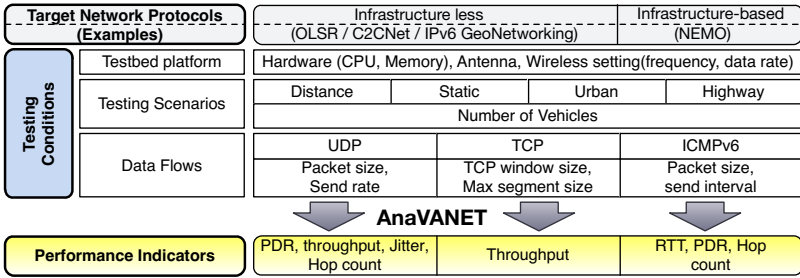 Target Network Protocols
(Examples)
Infrastructure less
(OLSR / C2CNet / IPv6 GeoNetworking)
Infrastructure-based
(NEMO)
Testing
Conditions
Testbed platform
Hardware (CPU, Memory), Antenna, Wireless setting(frequency, data rate)
Testing Scenarios
Distance
Static
Urban
Highway
Number of Vehicles
Data Flows
UDP
TCP
ICMPv6
Packet size,
Send rate
TCP window size,
Max segment size
Packet size,
send interval
AnaVANET
Performance Indicators
PDR, throughput, Jitter,
Hop count
Throughput
RTT, PDR, Hop
count